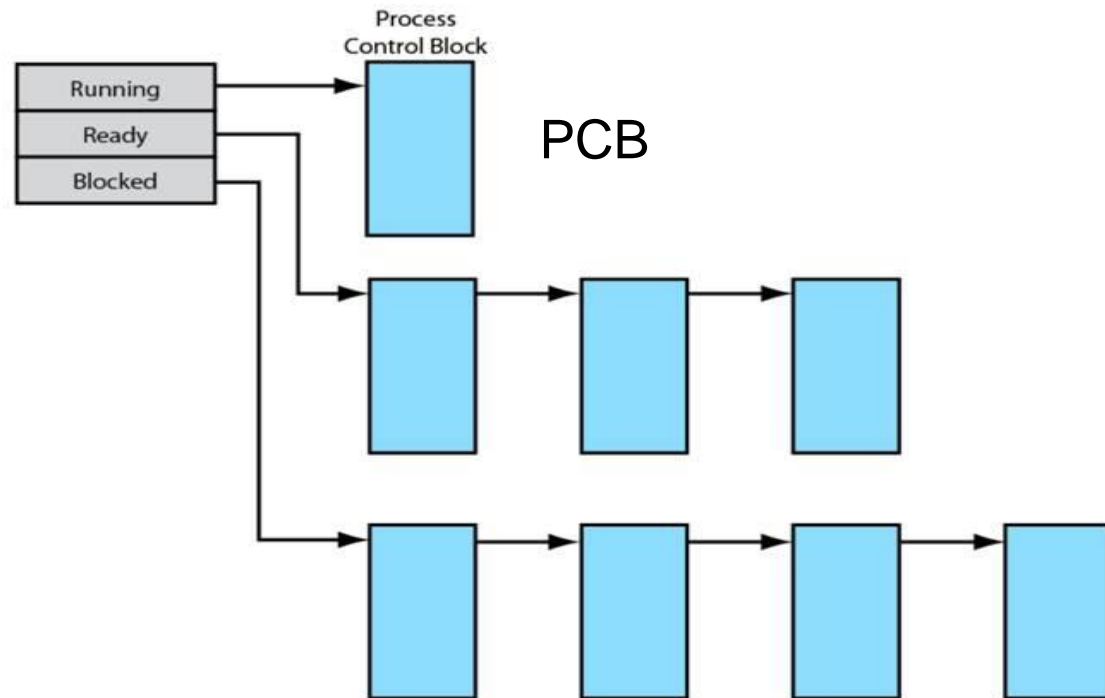 Process
Control Block
Running
Ready
Blocked
PCB